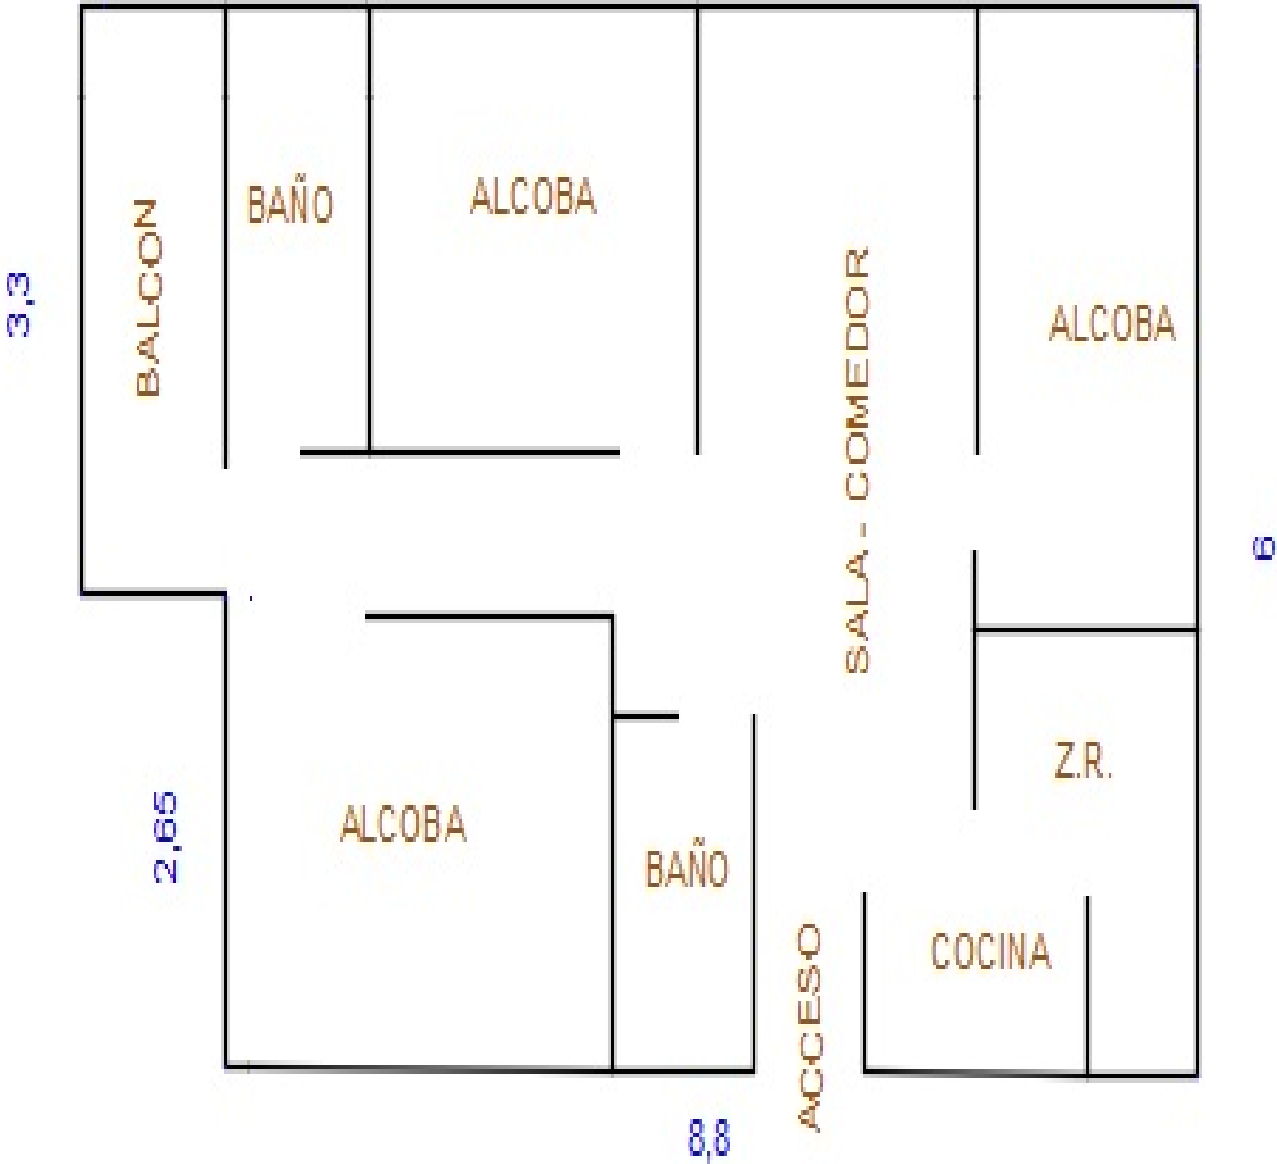 BAÑO
ALCOBA
BALCON
3,3
SALA - COMEDOR
ALCOBA
6
Z.R.
2,65
ALCOBA
BAÑO
COCINA
ACCESO
8,8